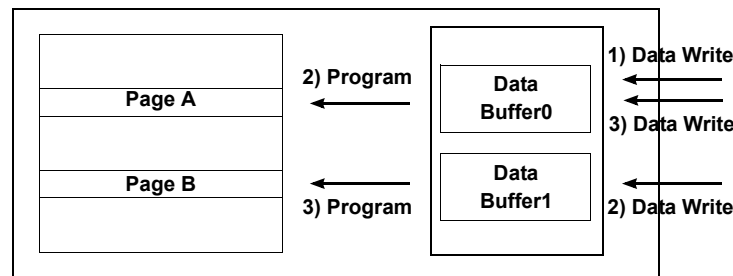 1) Data Write
2) Program
Data
Buffer0
Page A
3) Data Write
Page B
3) Program
Data
Buffer1
2) Data Write